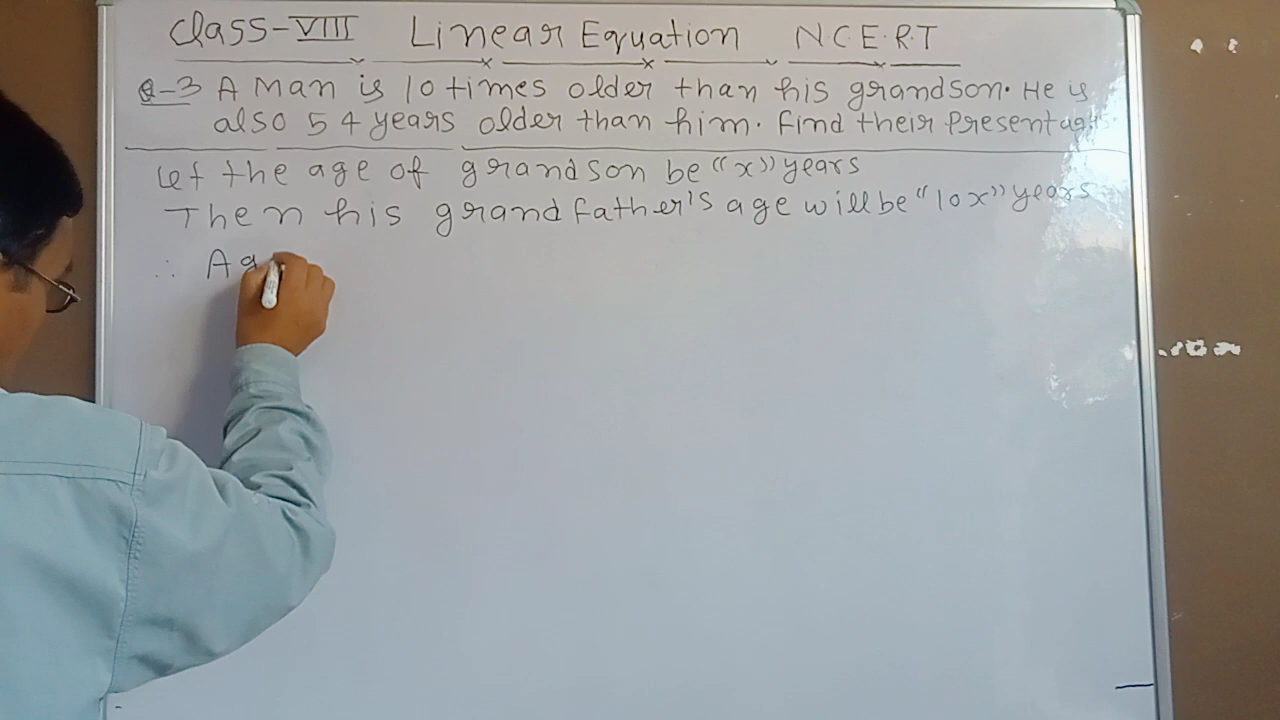 Class-VIII Linear Equation N.C.E.R.T
Q-3 A Man is 10 times older than his grandson. He is
also 54 years older than him. Find their Present
Let the age of grandson be "x" years
Then his grandfather's age will be "10x" years
∴ Ag